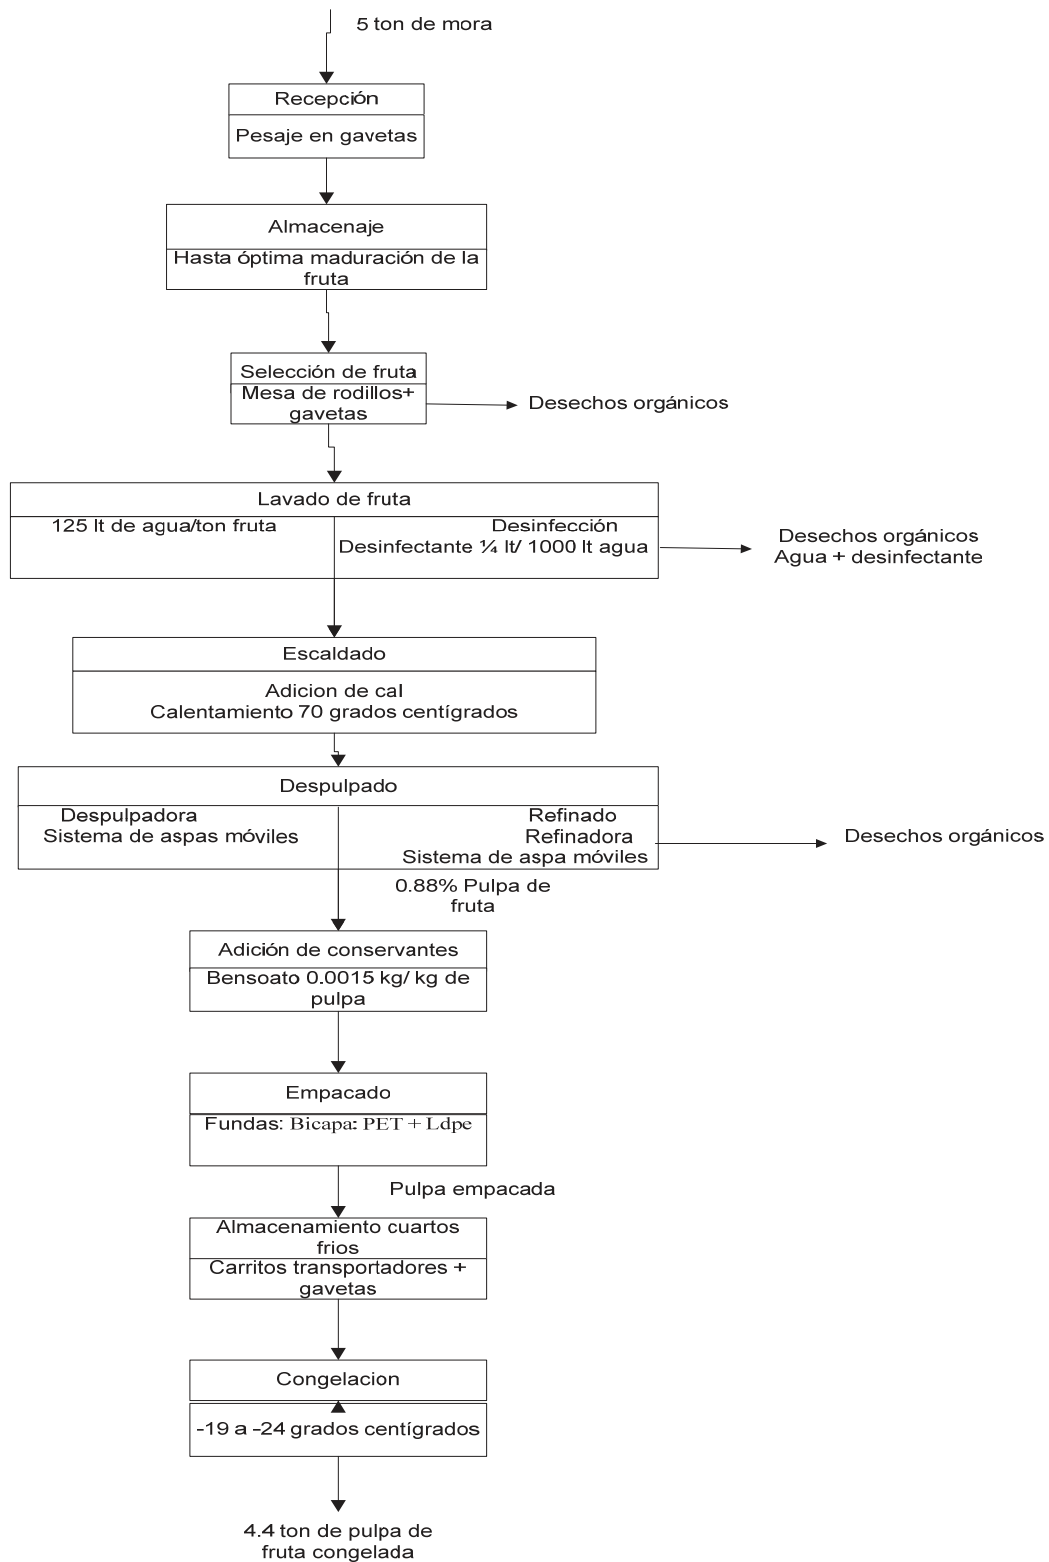 5 ton de mora
Recepción
Pesaje en gavetas
Almacenaje
Hasta óptima maduración de la
fruta
Selección de fruta
Mesa de rodillos+
gavetas
Desechos orgánicos
Lavado de fruta
125 lt de agua/ton fruta
Desinfección
Desinfectante ¼ lt/ 1000 lt agua
Desechos orgánicos
Agua + desinfectante
Escaldado
Adicion de cal
Calentamiento 70 grados centígrados
Despulpado
Despulpadora
Sistema de aspas móviles
Refinado
Refinadora
Sistema de aspa móviles
Desechos orgánicos
0.88% Pulpa de
fruta
Adición de conservantes
Bensoato 0.0015 kg/ kg de
pulpa
Empacado
Fundas: Bicapa: PET + Ldpe
Pulpa empacada
Almacenamiento cuartos
frios
Carritos transportadores +
gavetas
Congelacion
-19 a -24 grados centígrados
4.4 ton de pulpa de
fruta congelada